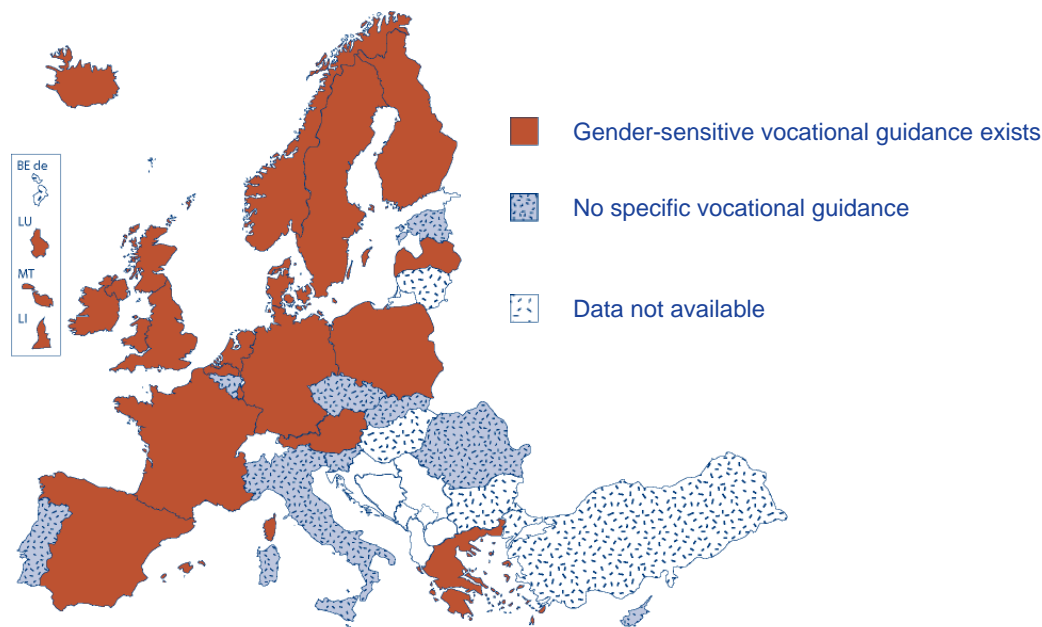 Gender-sensitive vocational guidance exists
BE de
No specific vocational guidance
LU
MT
Data not available
LI